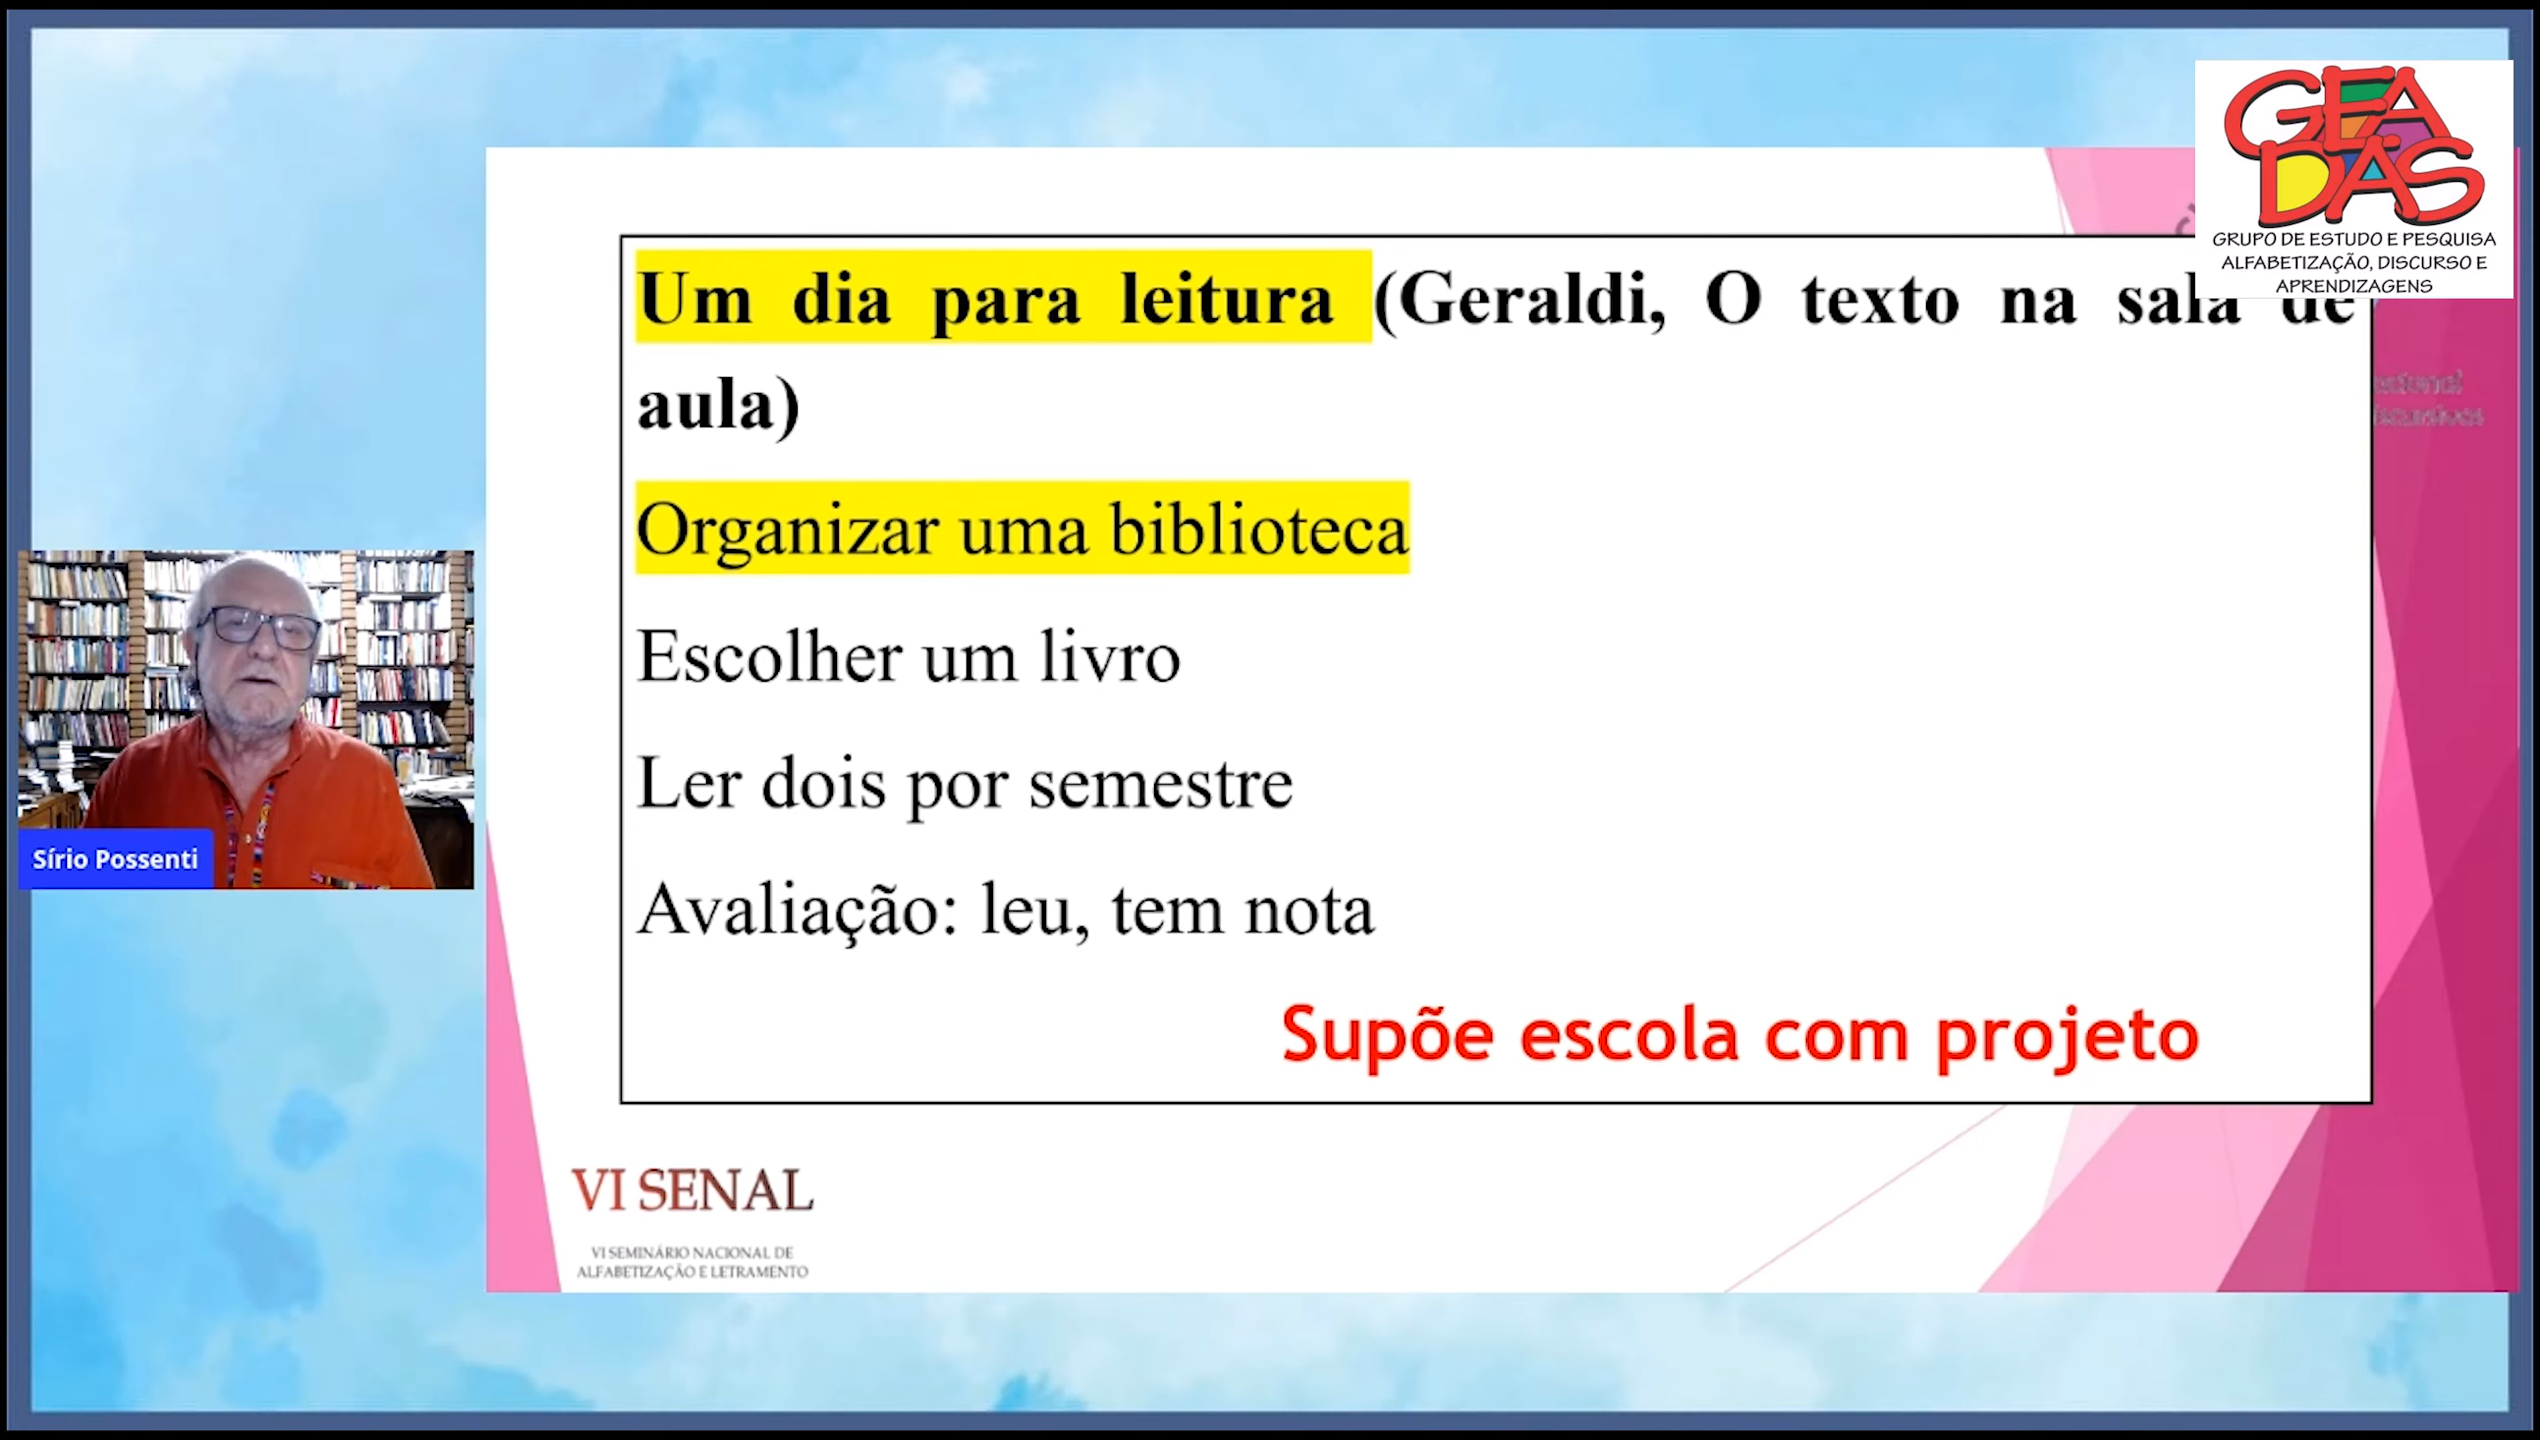 GEADAS
GRUPO DE ESTUDO E PESQUISA
ALFABETIZAÇÃO, DISCURSO E
APRENDIZAGENS
Um dia para leitura (Geraldi, O texto na sala de
aula)
Organizar uma biblioteca
Escolher um livro
Ler dois por semestre
Avaliação: leu, tem nota
Supõe escola com projeto
Sírio Possenti
VI SENAL
VI SEMINÁRIO NACIONAL DE
ALFABETIZAÇÃO E LETRAMENTO